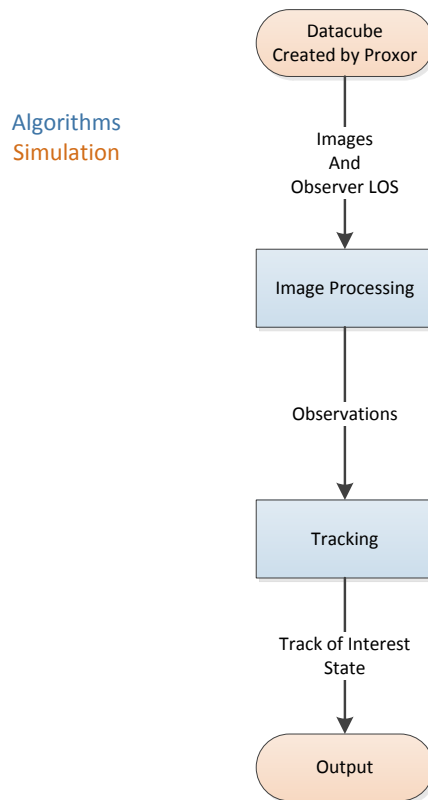 Datacube
Created by Proxor
Algorithms
Simulation
Images
And
Observer LOS
Image Processing
Observations
Tracking
Track of Interest
State
Output